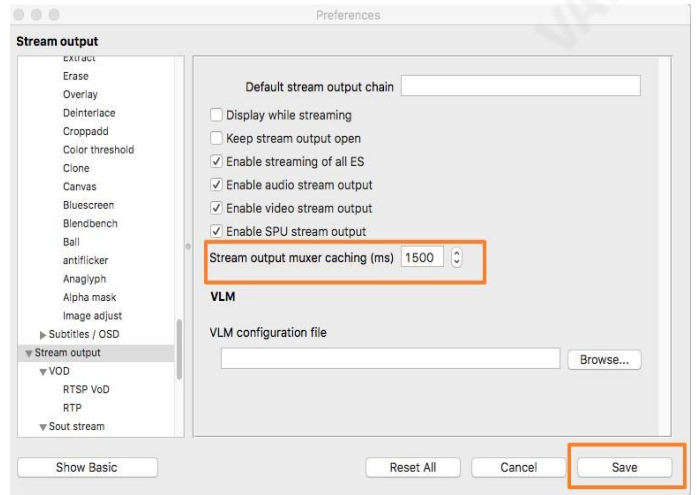 Preferences
Stream output
Extract
Erase
Overlay
Deinterlace
Croppadd
Color threshold
Clone
Canvas
Bluescreen
Blendbench
Ball
antiflicker
Anaglyph
Alpha mask
Image adjust
Subtitles / OSD
Stream output
VOD
RTSP VoD
RTP
Sout stream
Default stream output chain
Display while streaming
Keep stream output open
Enable streaming of all ES
Enable audio stream output
Enable video stream output
Enable SPU stream output
Stream output muxer caching (ms) 1500
VLM
VLM configuration file
Browse...
Show Basic Reset All Cancel Save